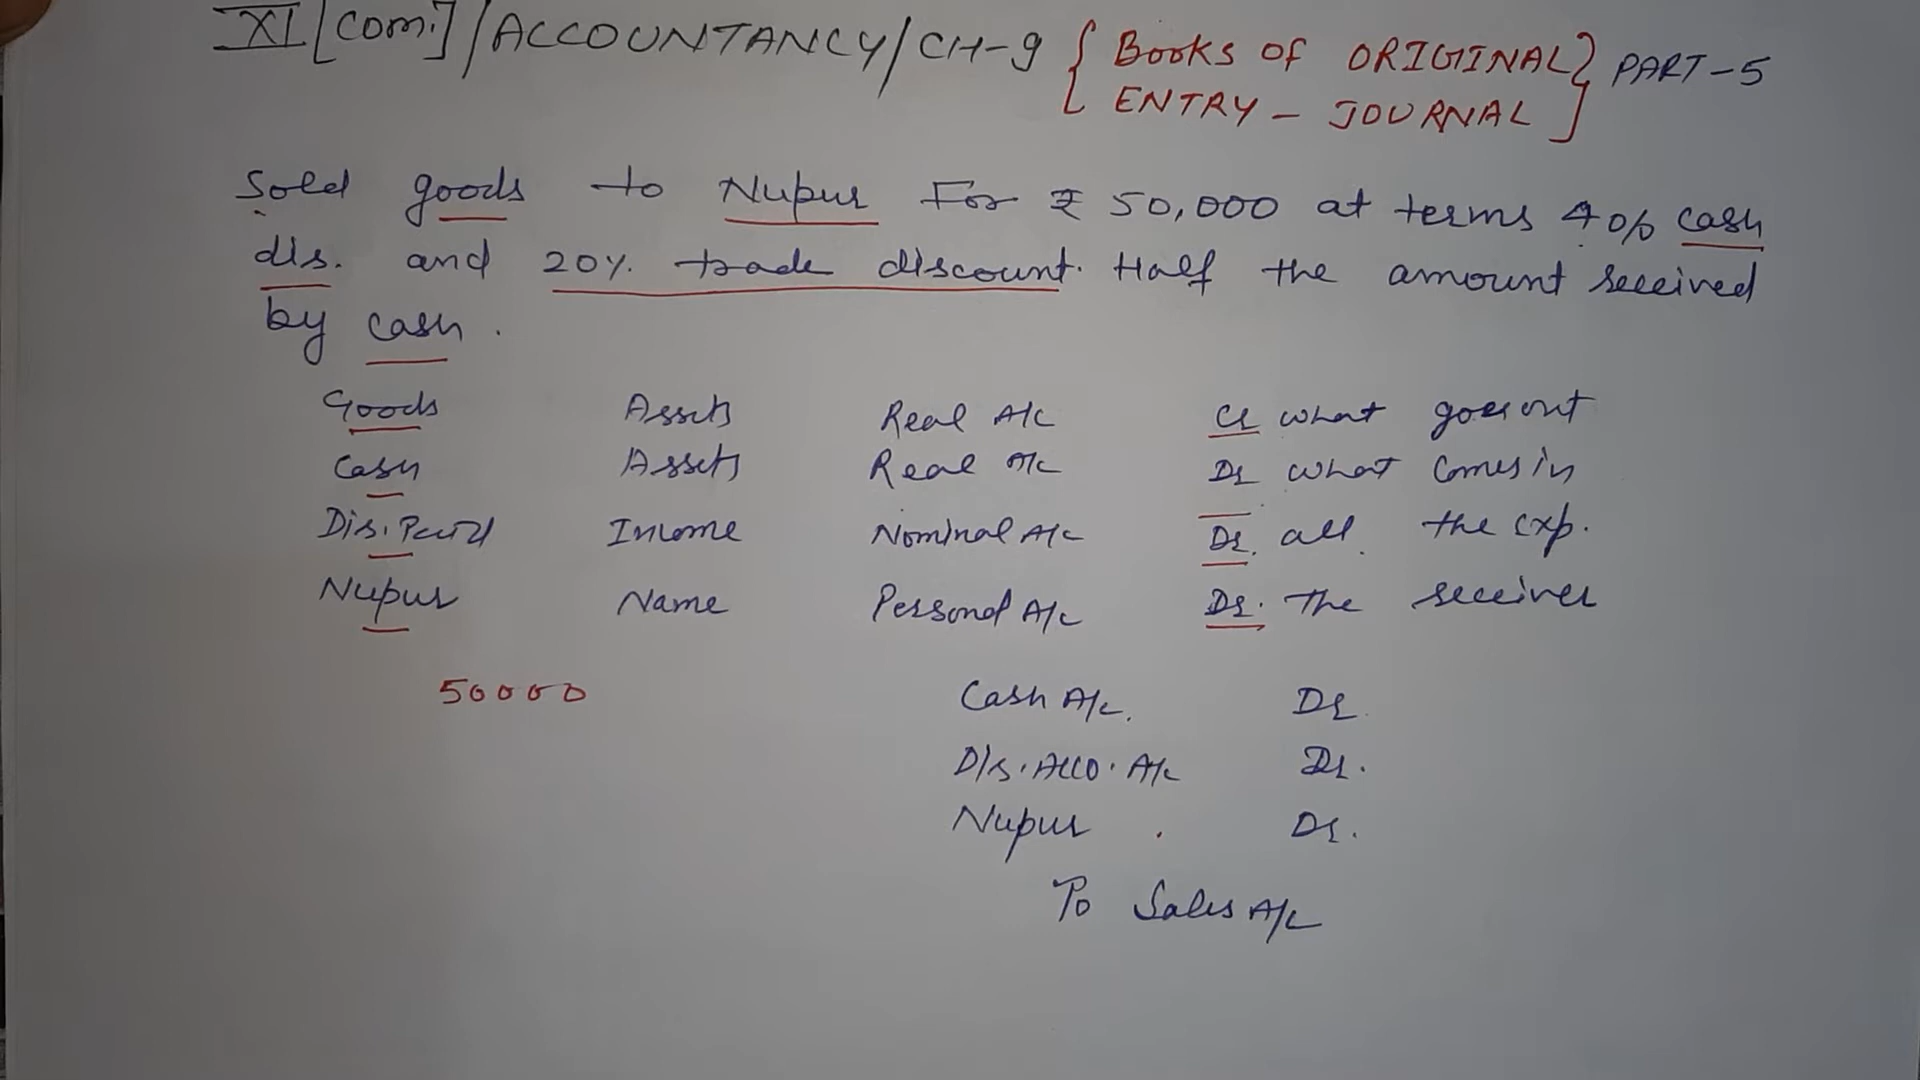 XI [Com.] / ACCOUNTANCY / CH-9 { Books of ORIGINAL ENTRY - JOURNAL } PART-5
Sold goods to Nupur For ₹ 50,000 at terms 4% cash
dis. and 20% trade discount. Half the amount received
by cash.
Goods Assets Real A/c Cr what goes out
Cash Assets Real A/c Dr what comes in
Dis. Paid Income Nominal A/c Dr. all the exp.
Nupur Name Personal A/c Dr. The receiver
50000 Cash A/c. Dr.
Dis. Allo. A/c Dr.
Nupur Dr.
To Sales A/c